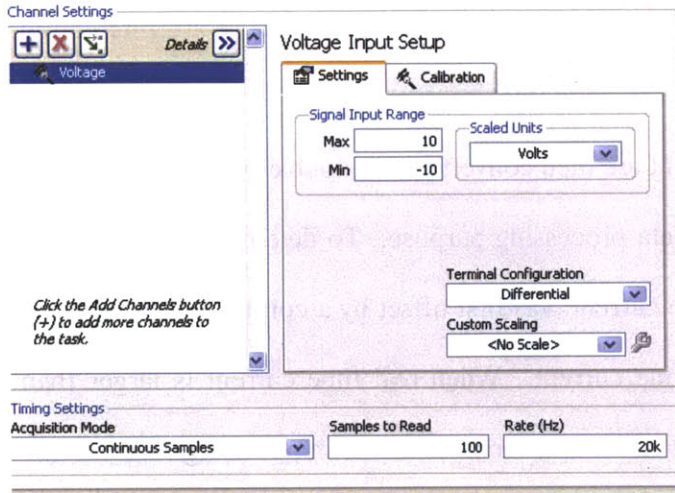 Channel Settings
Details
Voltage
Click the Add Channels button
(+) to add more channels to
the task.
Voltage Input Setup
Settings
Calibration
Signal Input Range
Max 10
Min -10
Scaled Units
Volts
Terminal Configuration
Differential
Custom Scaling
<No Scale>
Timing Settings
Acquisition Mode
Continuous Samples
Samples to Read
100
Rate (Hz)
20k